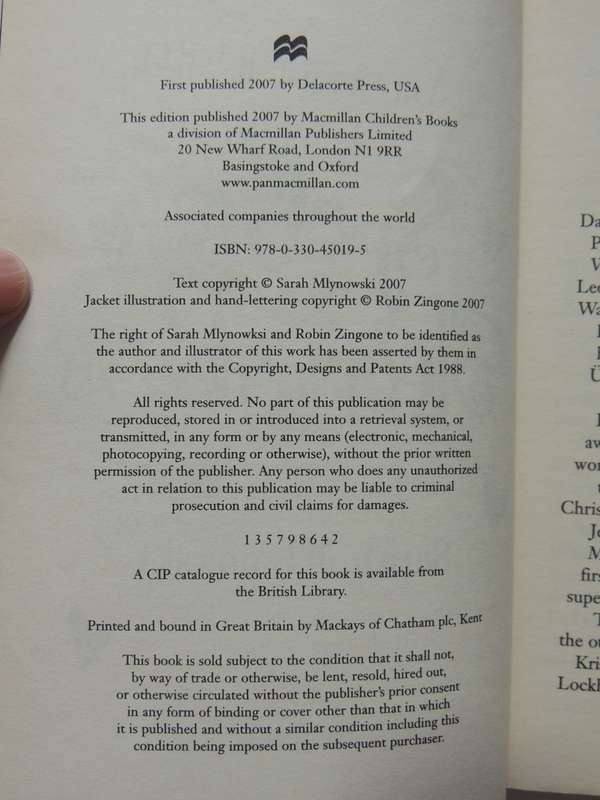 First published 2007 by Delacorte Press, USA
This edition published 2007 by Macmillan Children's Books
a division of Macmillan Publishers Limited
20 New Wharf Road, London N1 9RR
Basingstoke and Oxford
www.panmacmillan.com
Associated companies throughout the world
ISBN: 978-0-330-45019-5
Text copyright © Sarah Mlynowski 2007
Jacket illustration and hand-lettering copyright © Robin Zingone 2007
The right of Sarah Mlynowksi and Robin Zingone to be identified as
the author and illustrator of this work has been asserted by them in
accordance with the Copyright, Designs and Patents Act 1988.
All rights reserved. No part of this publication may be
reproduced, stored in or introduced into a retrieval system, or
transmitted, in any form or by any means (electronic, mechanical,
photocopying, recording or otherwise), without the prior written
permission of the publisher. Any person who does any unauthorized
act in relation to this publication may be liable to criminal
prosecution and civil claims for damages.
1 3 5 7 9 8 6 4 2
A CIP catalogue record for this book is available from
the British Library.
Printed and bound in Great Britain by Mackays of Chatham plc, Kent
This book is sold subject to the condition that it shall not,
by way of trade or otherwise, be lent, resold, hired out,
or otherwise circulated without the publisher's prior consent
in any form of binding or cover other than that in which
it is published and without a similar condition including this
condition being imposed on the subsequent purchaser.
Da
P
Wa
Ü
aw
Chris
M
supe
T
the
Kris